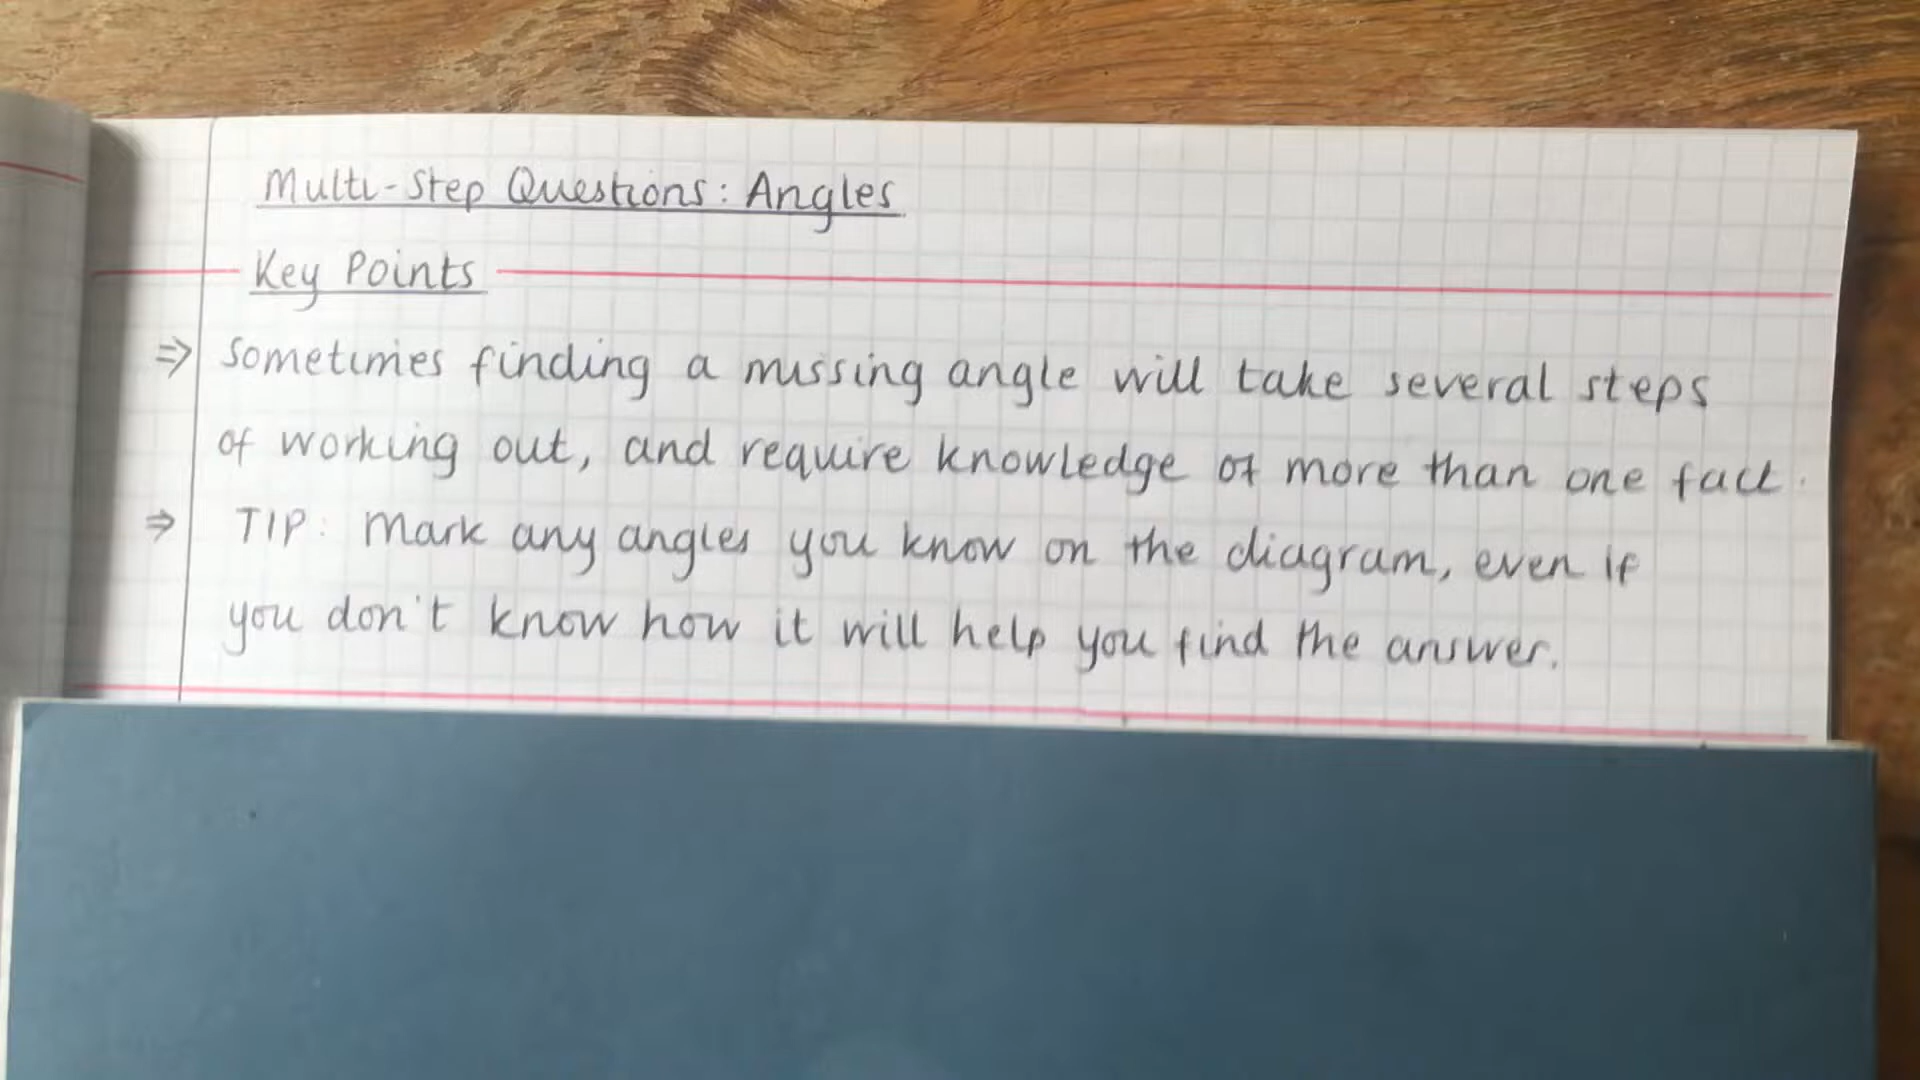 Multi-Step Questions: Angles
Key Points
⇒ Sometimes finding a missing angle will take several steps
of working out, and require knowledge of more than one fact.
⇒ TIP: Mark any angles you know on the diagram, even if
you don't know how it will help you find the answer.